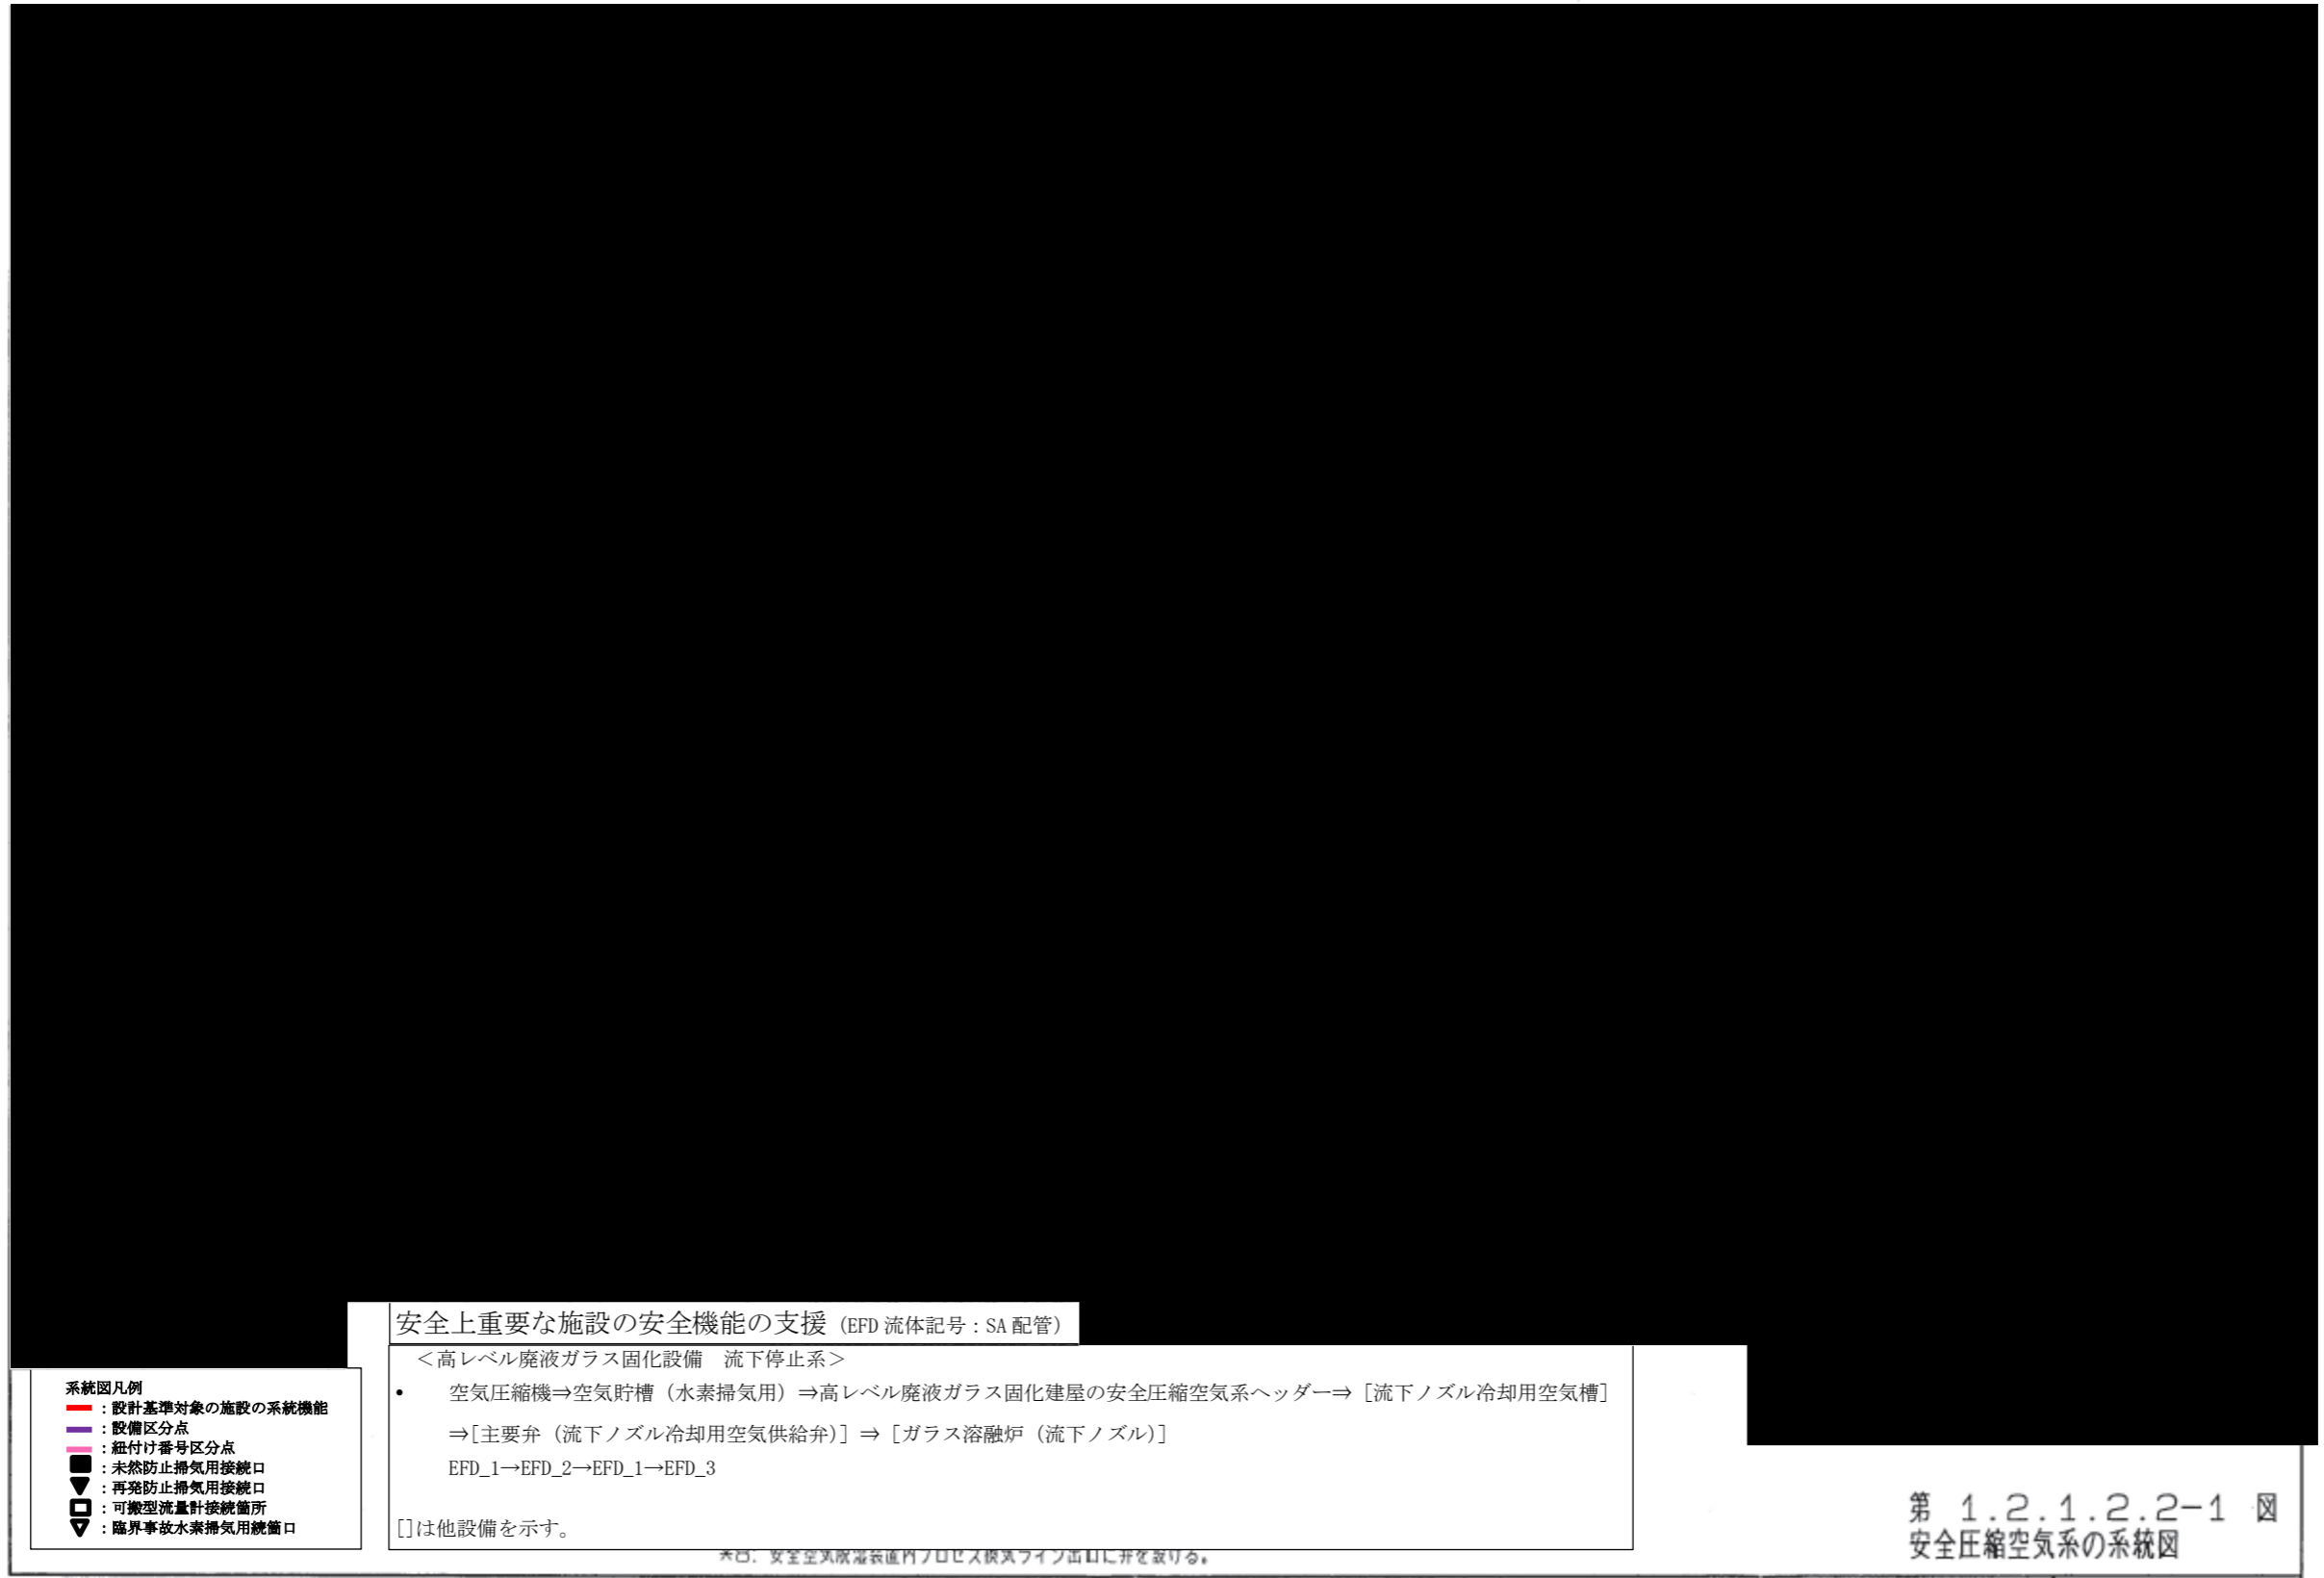 安全上重要な施設の安全機能の支援（EFD 流体記号：SA 配管）
＜高レベル廃液ガラス固化設備　流下停止系＞
• 空気圧縮機⇒空気貯槽（水素掃気用）⇒高レベル廃液ガラス固化建屋の安全圧縮空気系ヘッダー⇒［流下ノズル冷却用空気槽］
⇒[主要弁（流下ノズル冷却用空気供給弁）］⇒［ガラス溶融炉（流下ノズル）］
EFD_1→EFD_2→EFD_1→EFD_3
[]は他設備を示す。
系統図凡例
：設計基準対象の施設の系統機能
：設備区分点
：紐付け番号区分点
：未然防止掃気用接続口
：再発防止掃気用接続口
：可搬型流量計接続箇所
：臨界事故水素掃気用続箇口
第 1.2.1.2.2-1 図
安全圧縮空気系の系統図